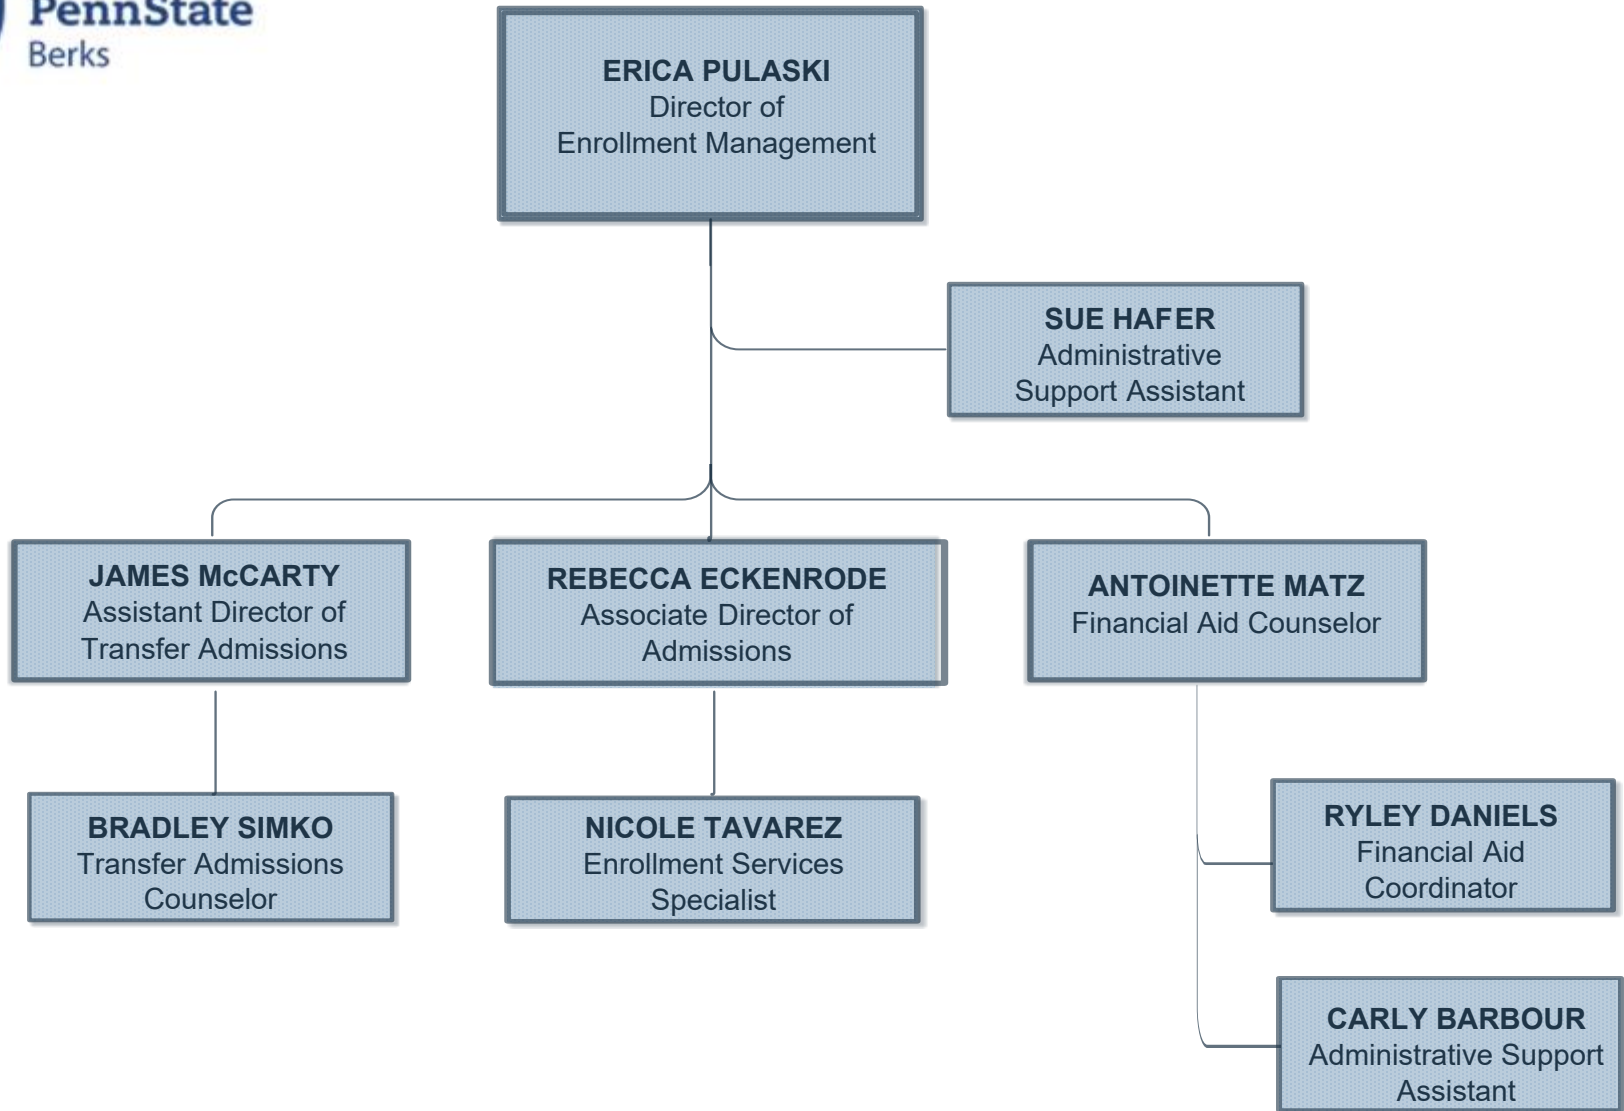 PennState
Berks
ERICA PULASKI
Director of
Enrollment Management
SUE HAFER
Administrative
Support Assistant
JAMES McCARTY
Assistant Director of
Transfer Admissions
REBECCA ECKENRODE
Associate Director of
Admissions
ANTOINETTE MATZ
Financial Aid Counselor
BRADLEY SIMKO
Transfer Admissions
Counselor
NICOLE TAVAREZ
Enrollment Services
Specialist
RYLEY DANIELS
Financial Aid
Coordinator
CARLY BARBOUR
Administrative Support
Assistant